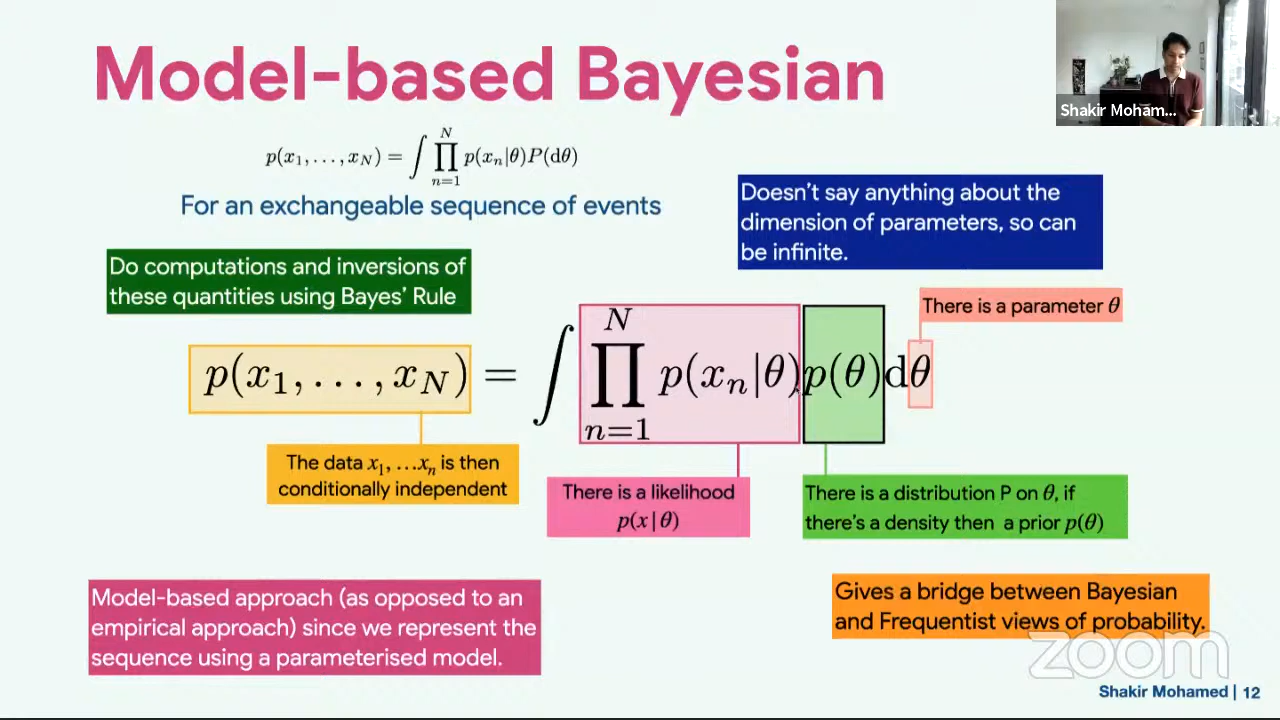 Model-based Bayesian
Shakir Moham...
p(x₁, . . . , x_N) = ∫ ∏_{n=1}^{N} p(x_n|θ)P(dθ)
For an exchangeable sequence of events
Doesn't say anything about the
dimension of parameters, so can
be infinite.
Do computations and inversions of
these quantities using Bayes' Rule
There is a parameter θ
p(x₁, . . . , x_N) = ∫ ∏_{n=1}^{N} p(x_n|θ)p(θ)dθ
The data x₁, …x_n is then
conditionally independent
There is a likelihood
p(x|θ)
There is a distribution P on θ, if
there's a density then a prior p(θ)
Model-based approach (as opposed to an
empirical approach) since we represent the
sequence using a parameterised model.
Gives a bridge between Bayesian
and Frequentist views of probability.
zoom
Shakir Mohamed | 12